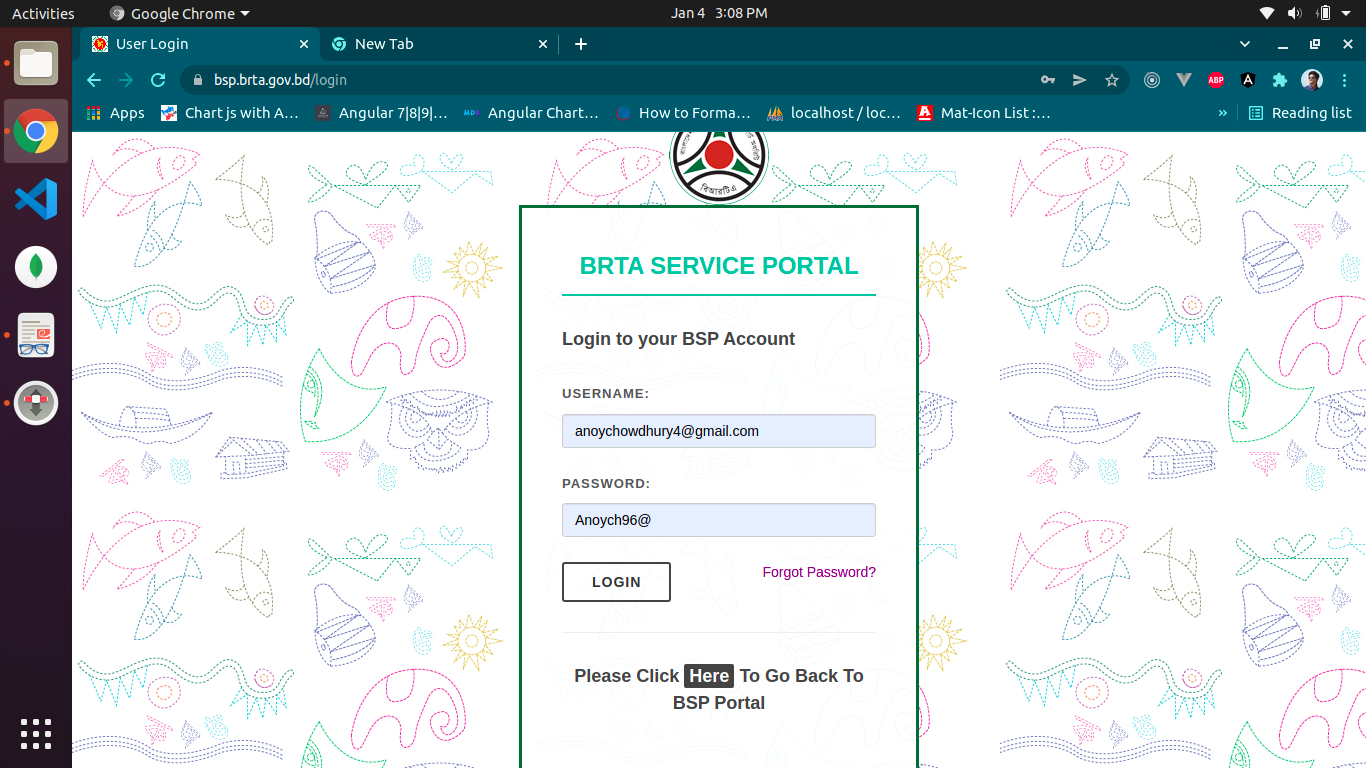 Activities
Google Chrome
Jan 4 3:08 PM
User Login
New Tab
bsp.brta.gov.bd/login
ABP
Apps
Chart js with A...
Angular 7|8|9|...
Angular Chart...
How to Forma...
localhost / loc...
Mat-Icon List :...
»
Reading list
বিআরটিএ
BRTA SERVICE PORTAL
Login to your BSP Account
USERNAME:
anoychowdhury4@gmail.com
PASSWORD:
Anoych96@
LOGIN
Forgot Password?
Please Click Here To Go Back To
BSP Portal